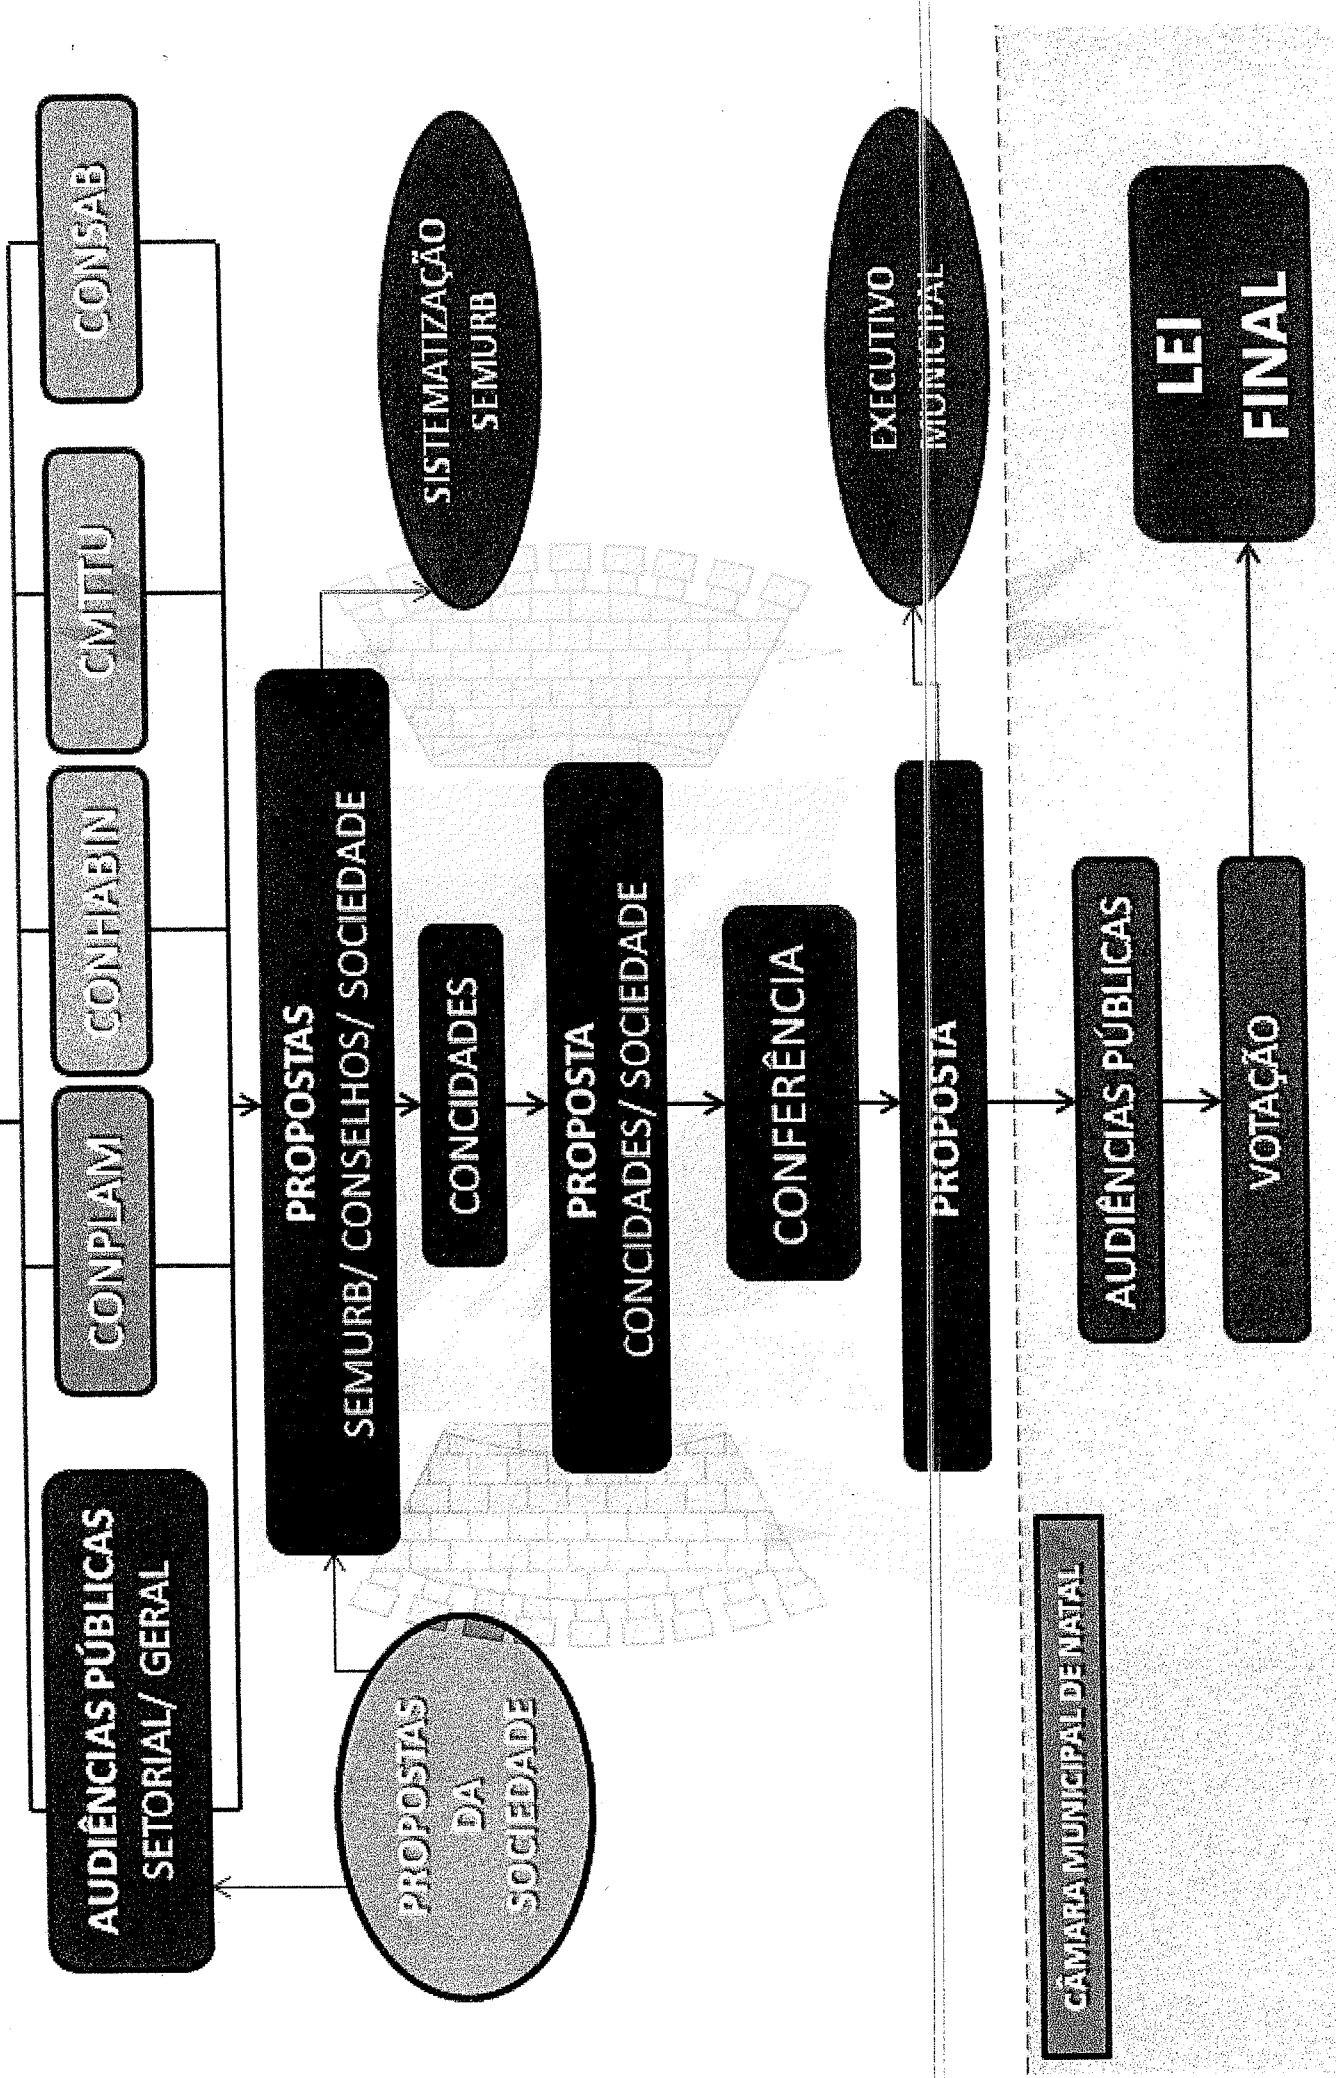 AUDIÊNCIAS PÚBLICAS
SETORIAL/ GERAL
CONPLAM
CONHABIN
CMTTU
CONSAB
PROPOSTAS
DA
SOCIEDADE
PROPOSTAS
SEMURB/ CONSELHOS/ SOCIEDADE
SISTEMATIZAÇÃO
SEMURB
CONCIDADES
PROPOSTA
CONCIDADES/ SOCIEDADE
CONFERÊNCIA
PROPOSTA
EXECUTIVO
MUNICIPAL
CÂMARA MUNICIPAL DE NATAL
AUDIÊNCIAS PÚBLICAS
VOTAÇÃO
LEI
FINAL